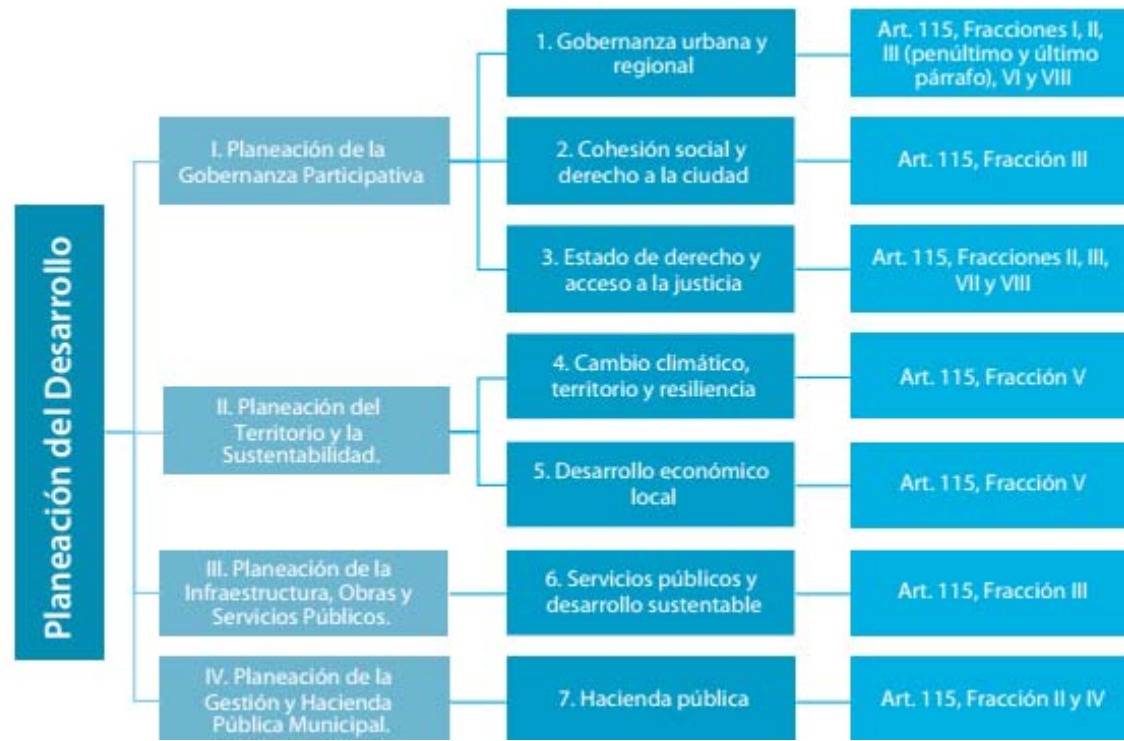 Planeación del Desarrollo
I. Planeación de la
Gobernanza Participativa
1. Gobernanza urbana y
regional
Art. 115, Fracciones I, II,
III (penúltimo y último
párrafo), VI y VIII
2. Cohesión social y
derecho a la ciudad
Art. 115, Fracción III
3. Estado de derecho y
acceso a la justicia
Art. 115, Fracciones II, III,
VII y VIII
II. Planeación del
Territorio y la
Sustentabilidad.
4. Cambio climático,
territorio y resiliencia
Art. 115, Fracción V
5. Desarrollo económico
local
Art. 115, Fracción V
III. Planeación de la
Infraestructura, Obras y
Servicios Públicos.
6. Servicios públicos y
desarrollo sustentable
Art. 115, Fracción III
IV. Planeación de la
Gestión y Hacienda
Pública Municipal.
7. Hacienda pública
Art. 115, Fracción II y IV